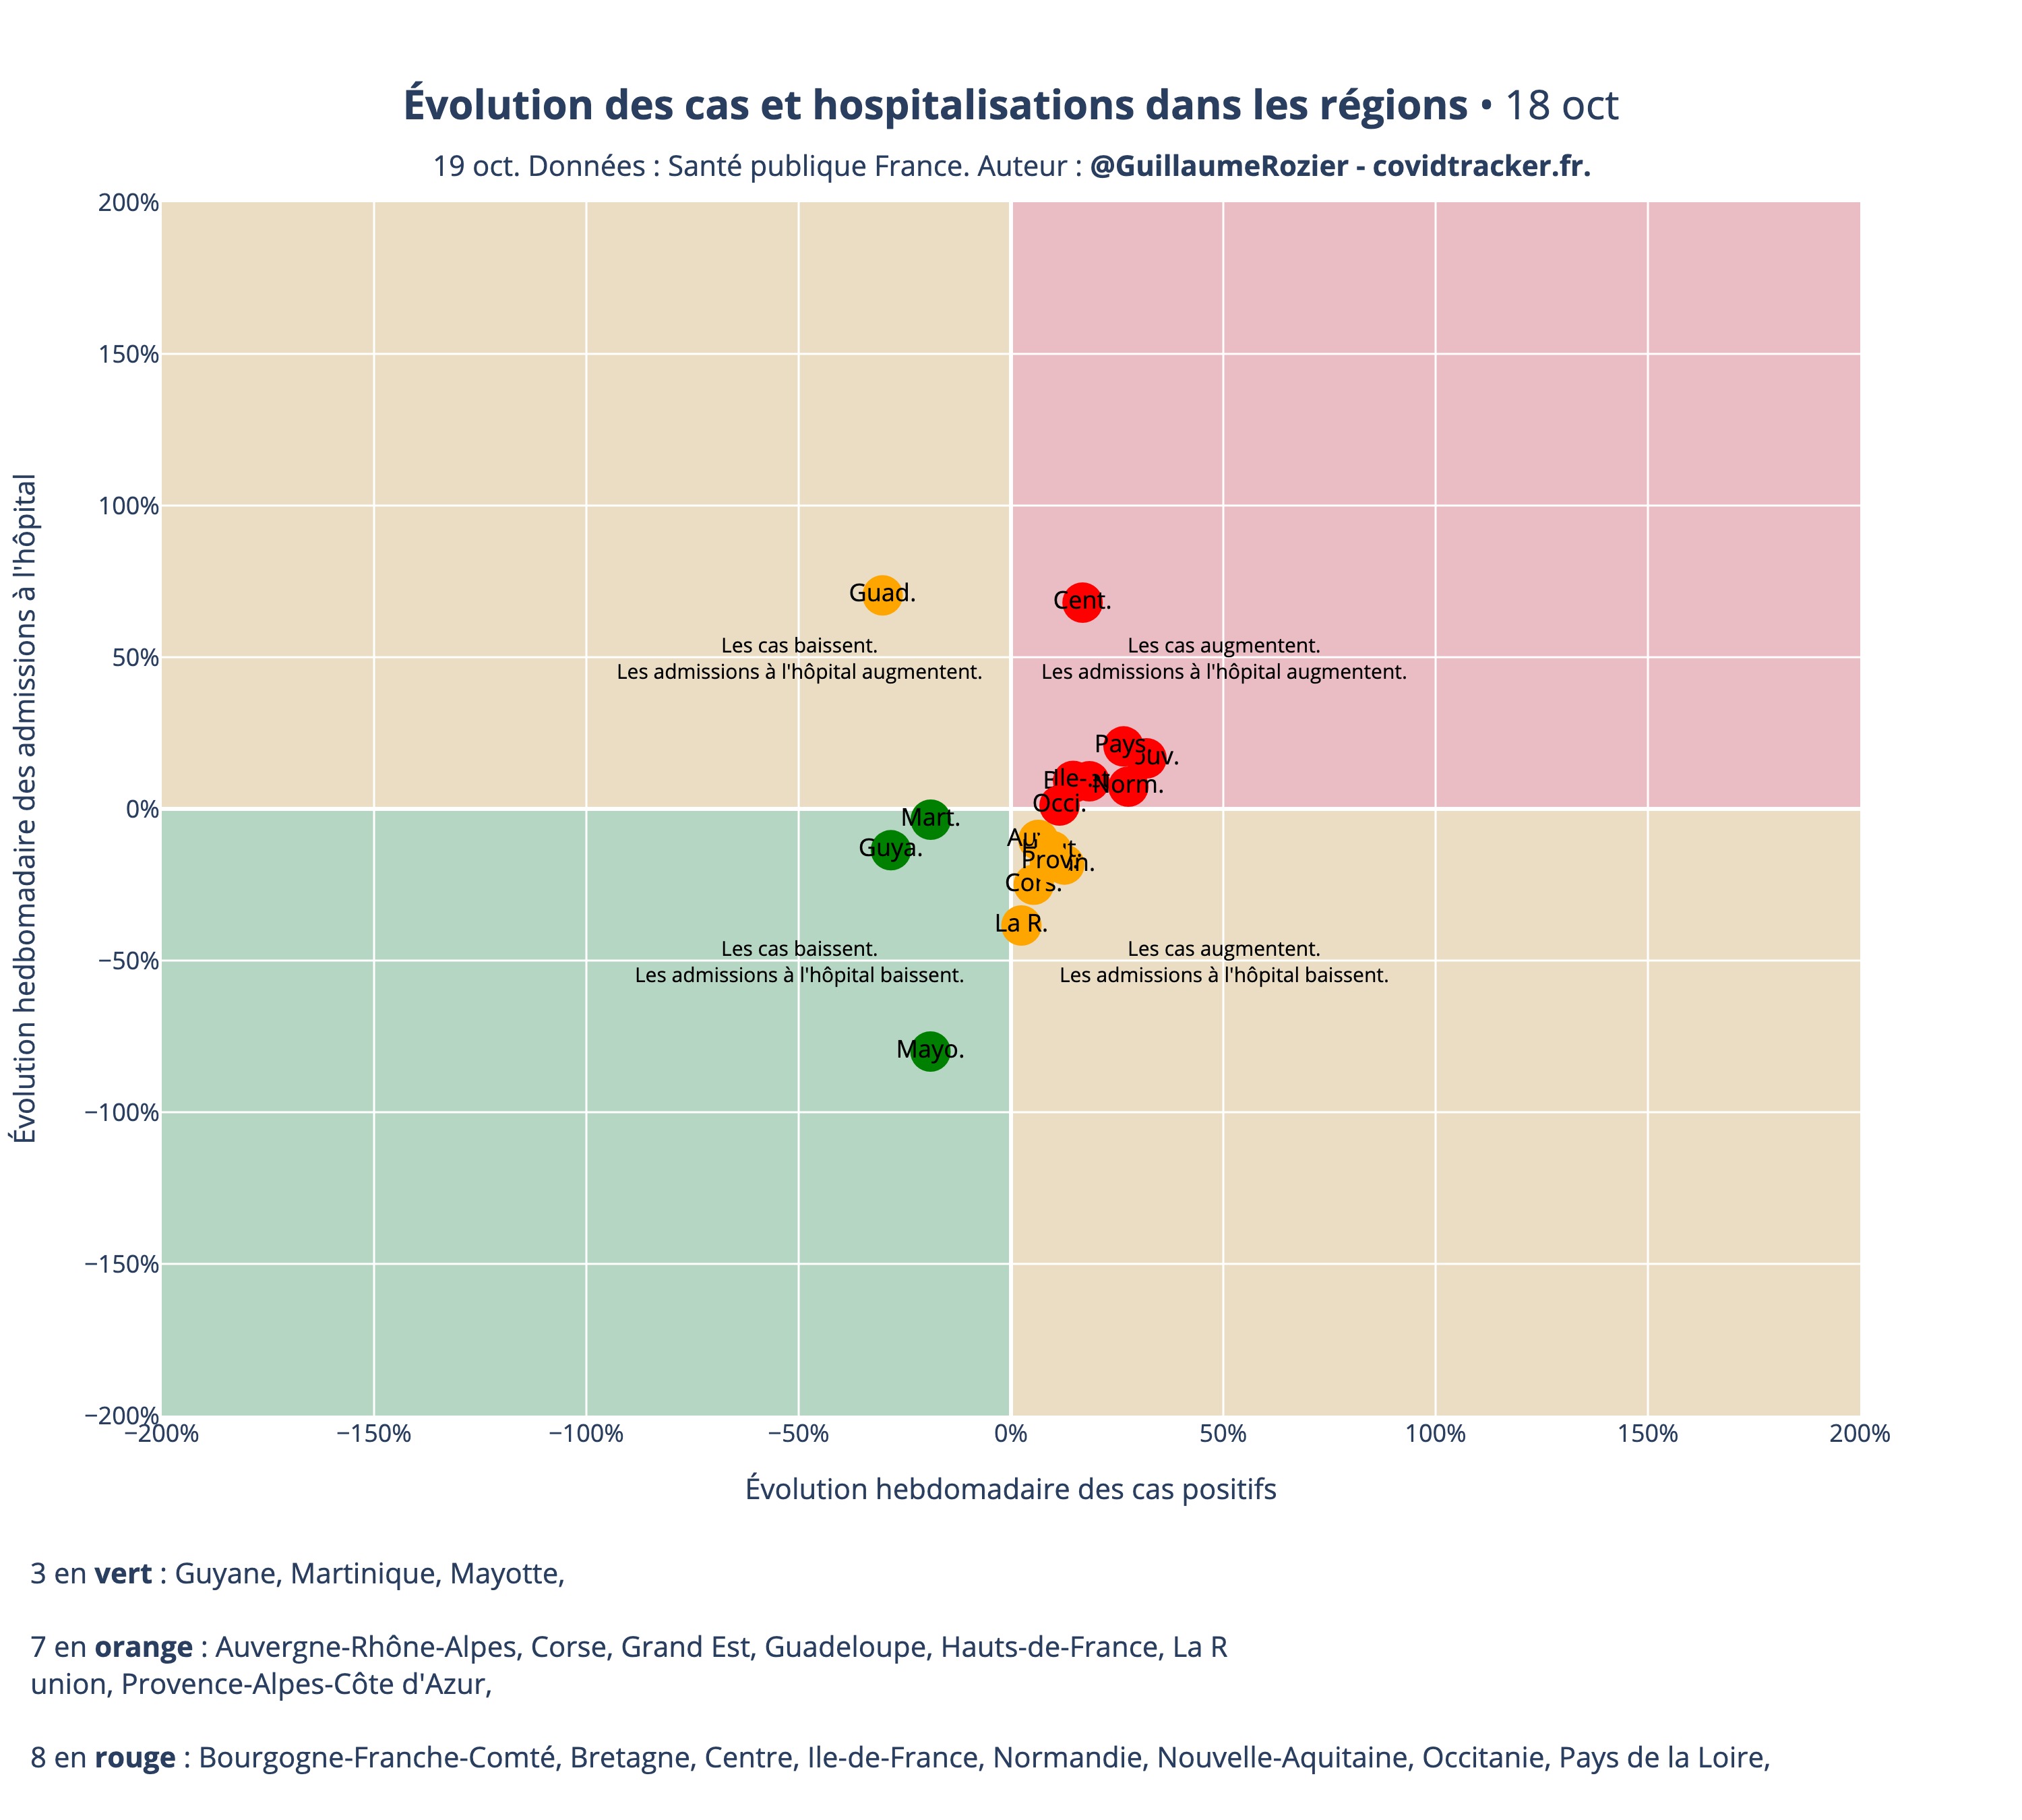 Évolution des cas et hospitalisations dans les régions • 18 oct
19 oct. Données : Santé publique France. Auteur : @GuillaumeRozier - covidtracker.fr.
Évolution hedbomadaire des admissions à l'hôpital
200%
150%
100%
50%
0%
−50%
−100%
−150%
−200%
Guad.
Cent.
Les cas baissent.
Les admissions à l'hôpital augmentent.
Les cas augmentent.
Les admissions à l'hôpital augmentent.
Pays
Norm.
Occi.
Mart.
Guya.
Prov.
Cors.
La R.
Les cas baissent.
Les admissions à l'hôpital baissent.
Les cas augmentent.
Les admissions à l'hôpital baissent.
Mayo.
−200%
−150%
−100%
−50%
0%
50%
100%
150%
200%
Évolution hebdomadaire des cas positifs
3 en vert : Guyane, Martinique, Mayotte,
7 en orange : Auvergne-Rhône-Alpes, Corse, Grand Est, Guadeloupe, Hauts-de-France, La R
union, Provence-Alpes-Côte d'Azur,
8 en rouge : Bourgogne-Franche-Comté, Bretagne, Centre, Ile-de-France, Normandie, Nouvelle-Aquitaine, Occitanie, Pays de la Loire,